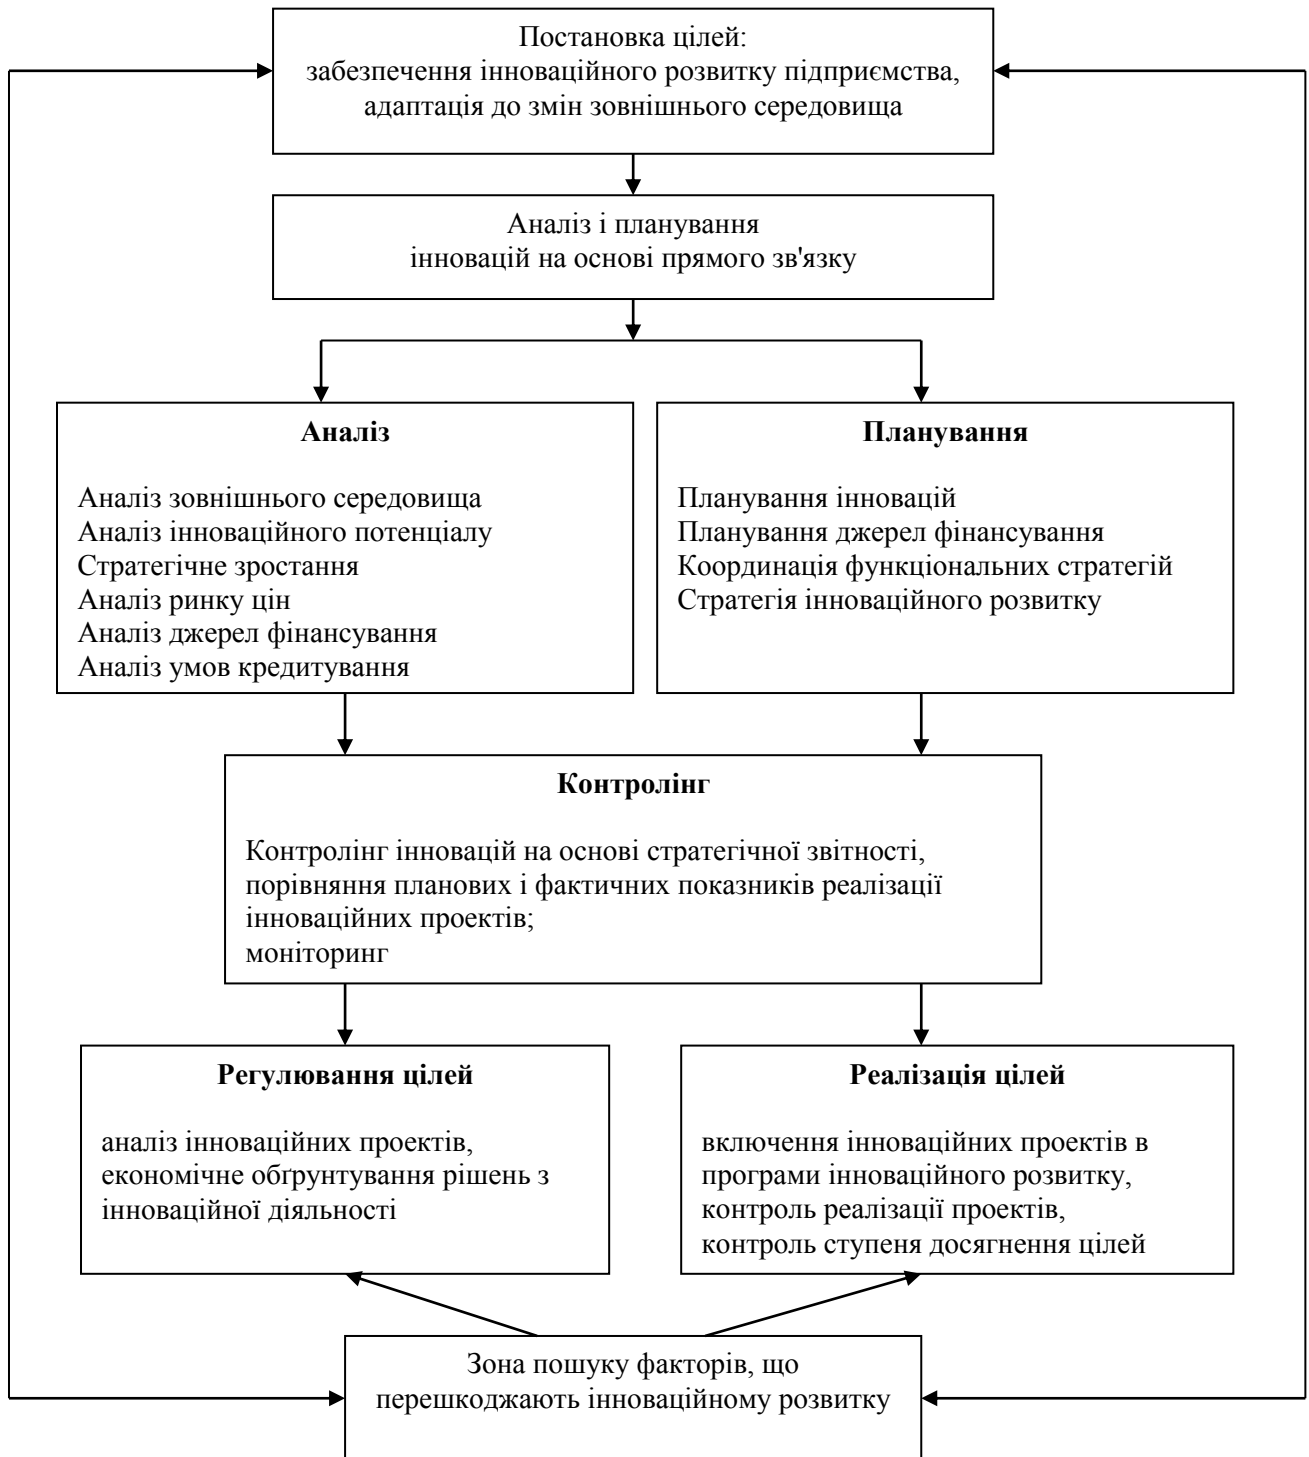 Постановка цілей:
забезпечення інноваційного розвитку підприємства,
адаптація до змін зовнішнього середовища
Аналіз і планування
інновацій на основі прямого зв'язку
Аналіз
Аналіз зовнішнього середовища
Аналіз інноваційного потенціалу
Стратегічне зростання
Аналіз ринку цін
Аналіз джерел фінансування
Аналіз умов кредитування
Планування
Планування інновацій
Планування джерел фінансування
Координація функціональних стратегій
Стратегія інноваційного розвитку
Контролінг
Контролінг інновацій на основі стратегічної звітності,
порівняння планових і фактичних показників реалізації
інноваційних проектів;
моніторинг
Регулювання цілей
аналіз інноваційних проектів,
економічне обґрунтування рішень з
інноваційної діяльності
Реалізація цілей
включення інноваційних проектів в
програми інноваційного розвитку,
контроль реалізації проектів,
контроль ступеня досягнення цілей
Зона пошуку факторів, що
перешкоджають інноваційному розвитку